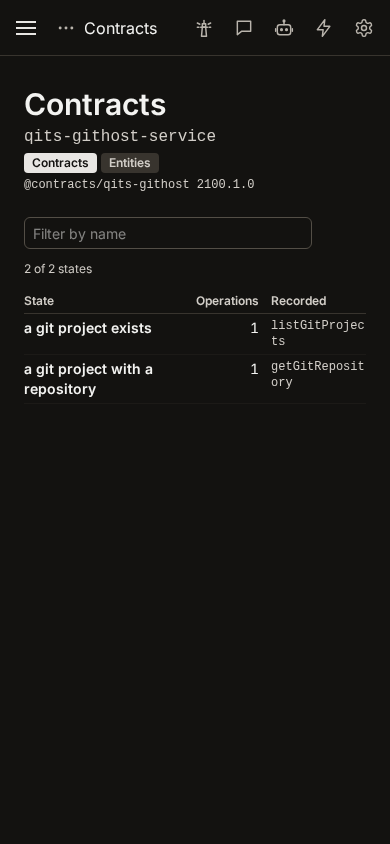 Contracts
Contracts
qits-githost-service
Contracts Entities
@contracts/qits-githost 2100.1.0
Filter by name
2 of 2 states
State Operations Recorded
a git project exists 1 listGitProjec
ts
a git project with a 1 getGitReposit
repository ory